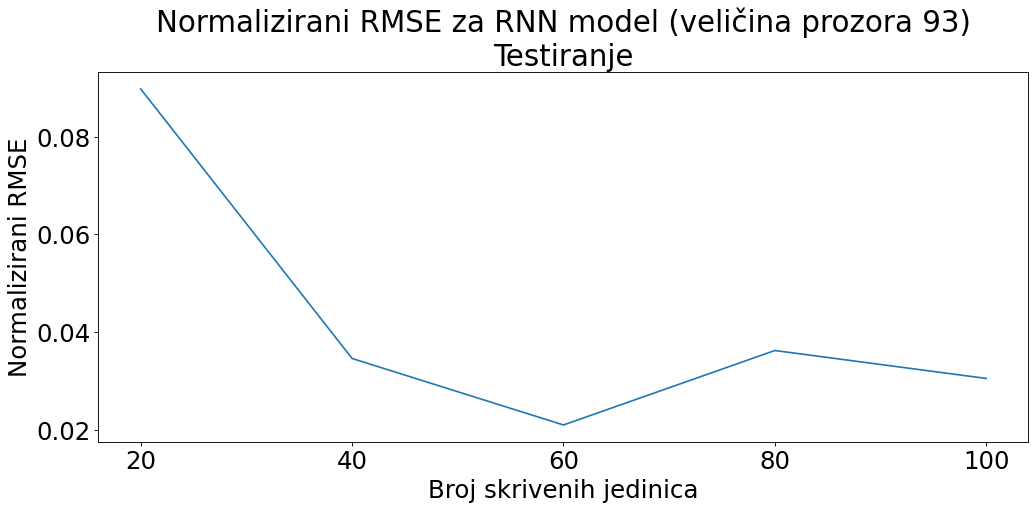 Normalizirani RMSE za RNN model (veličina prozora 93)
Testiranje
Normalizirani RMSE
0.08
0.06
0.04
0.02
20 40 60 80 100
Broj skrivenih jedinica